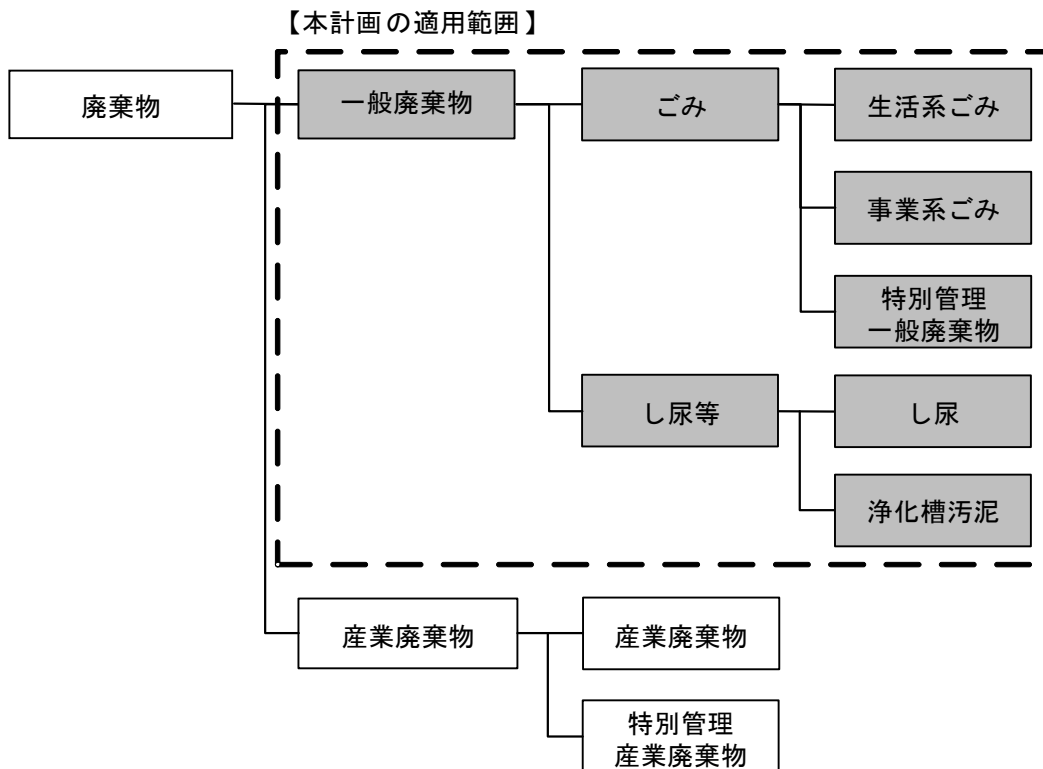 【本計画の適用範囲】
廃棄物
一般廃棄物
ごみ
生活系ごみ
事業系ごみ
特別管理
一般廃棄物
し尿等
し尿
浄化槽汚泥
産業廃棄物
産業廃棄物
特別管理
産業廃棄物